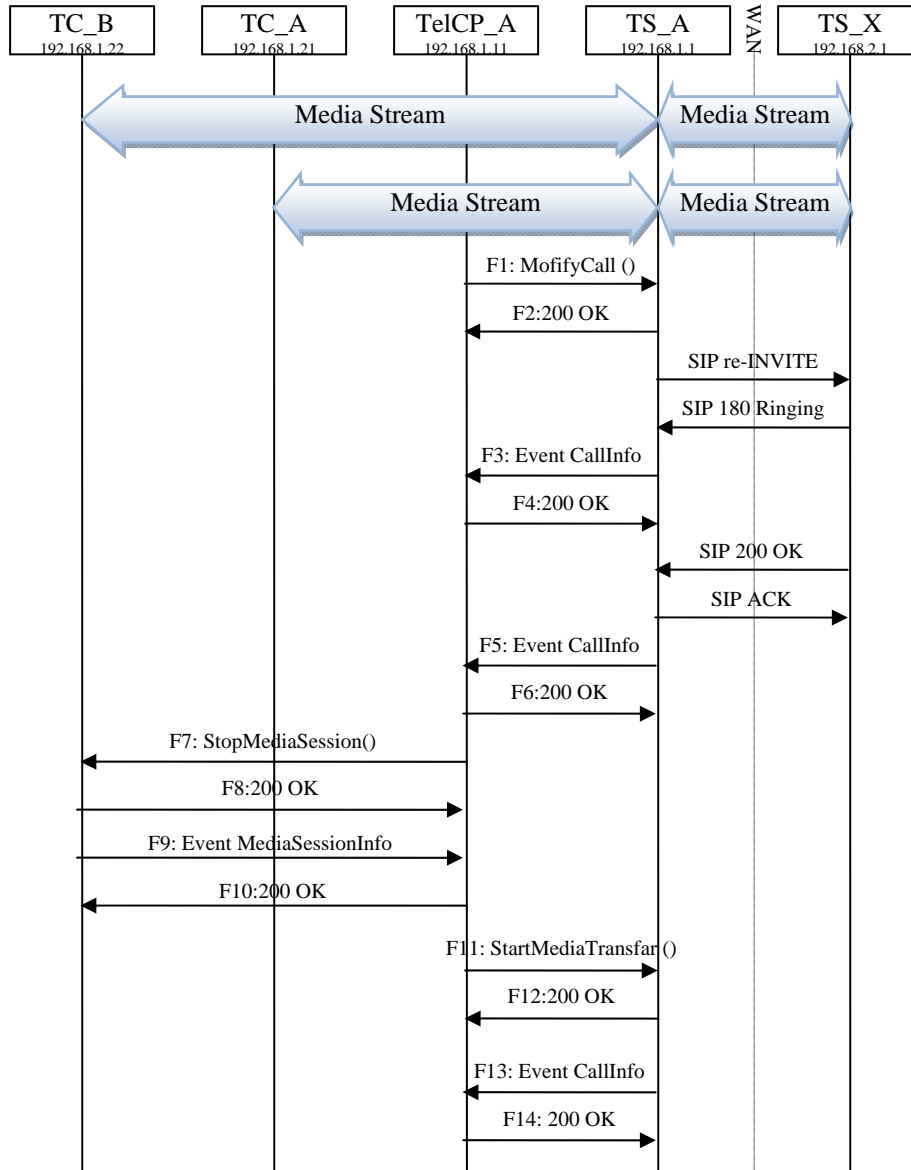 TC_B
192.168.1.22
TC_A
192.168.1.21
TelCP_A
192.168.1.11
TS_A
192.168.1.1
WAN
TS_X
192.168.2.1
Media Stream
Media Stream
Media Stream
Media Stream
F1: MofifyCall ()
F2:200 OK
SIP re-INVITE
SIP 180 Ringing
F3: Event CallInfo
F4:200 OK
SIP 200 OK
SIP ACK
F5: Event CallInfo
F6:200 OK
F7: StopMediaSession()
F8:200 OK
F9: Event MediaSessionInfo
F10:200 OK
F11: StartMediaTransfar ()
F12:200 OK
F13: Event CallInfo
F14: 200 OK